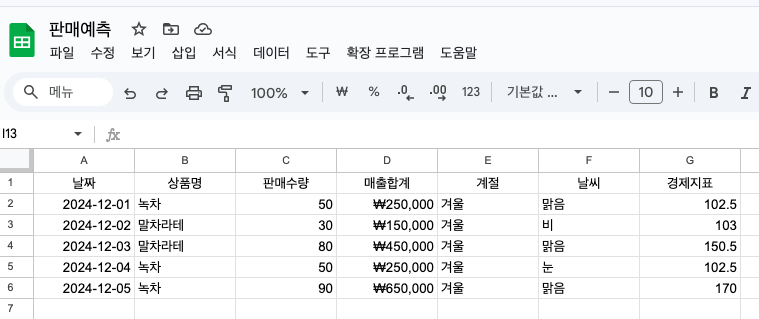 판매예측
파일 수정 보기 삽입 서식 데이터 도구 확장 프로그램 도움말
메뉴 100% ₩ % .0 .00 123 기본값 ... 10 B I
I13 fx
A B C D E F G
1 날짜 상품명 판매수량 매출합계 계절 날씨 경제지표
2 2024-12-01 녹차 50 ₩250,000 겨울 맑음 102.5
3 2024-12-02 말차라테 30 ₩150,000 겨울 비 103
4 2024-12-03 말차라테 80 ₩450,000 겨울 맑음 150.5
5 2024-12-04 녹차 50 ₩250,000 겨울 눈 102.5
6 2024-12-05 녹차 90 ₩650,000 겨울 맑음 170
7